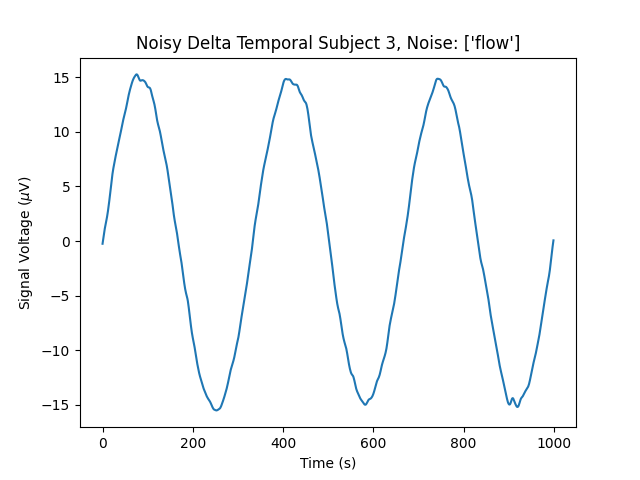 Noisy Delta Temporal Subject 3, Noise: ['flow']
Signal Voltage (μV)
15
10
5
0
−5
−10
−15
0 200 400 600 800 1000
Time (s)